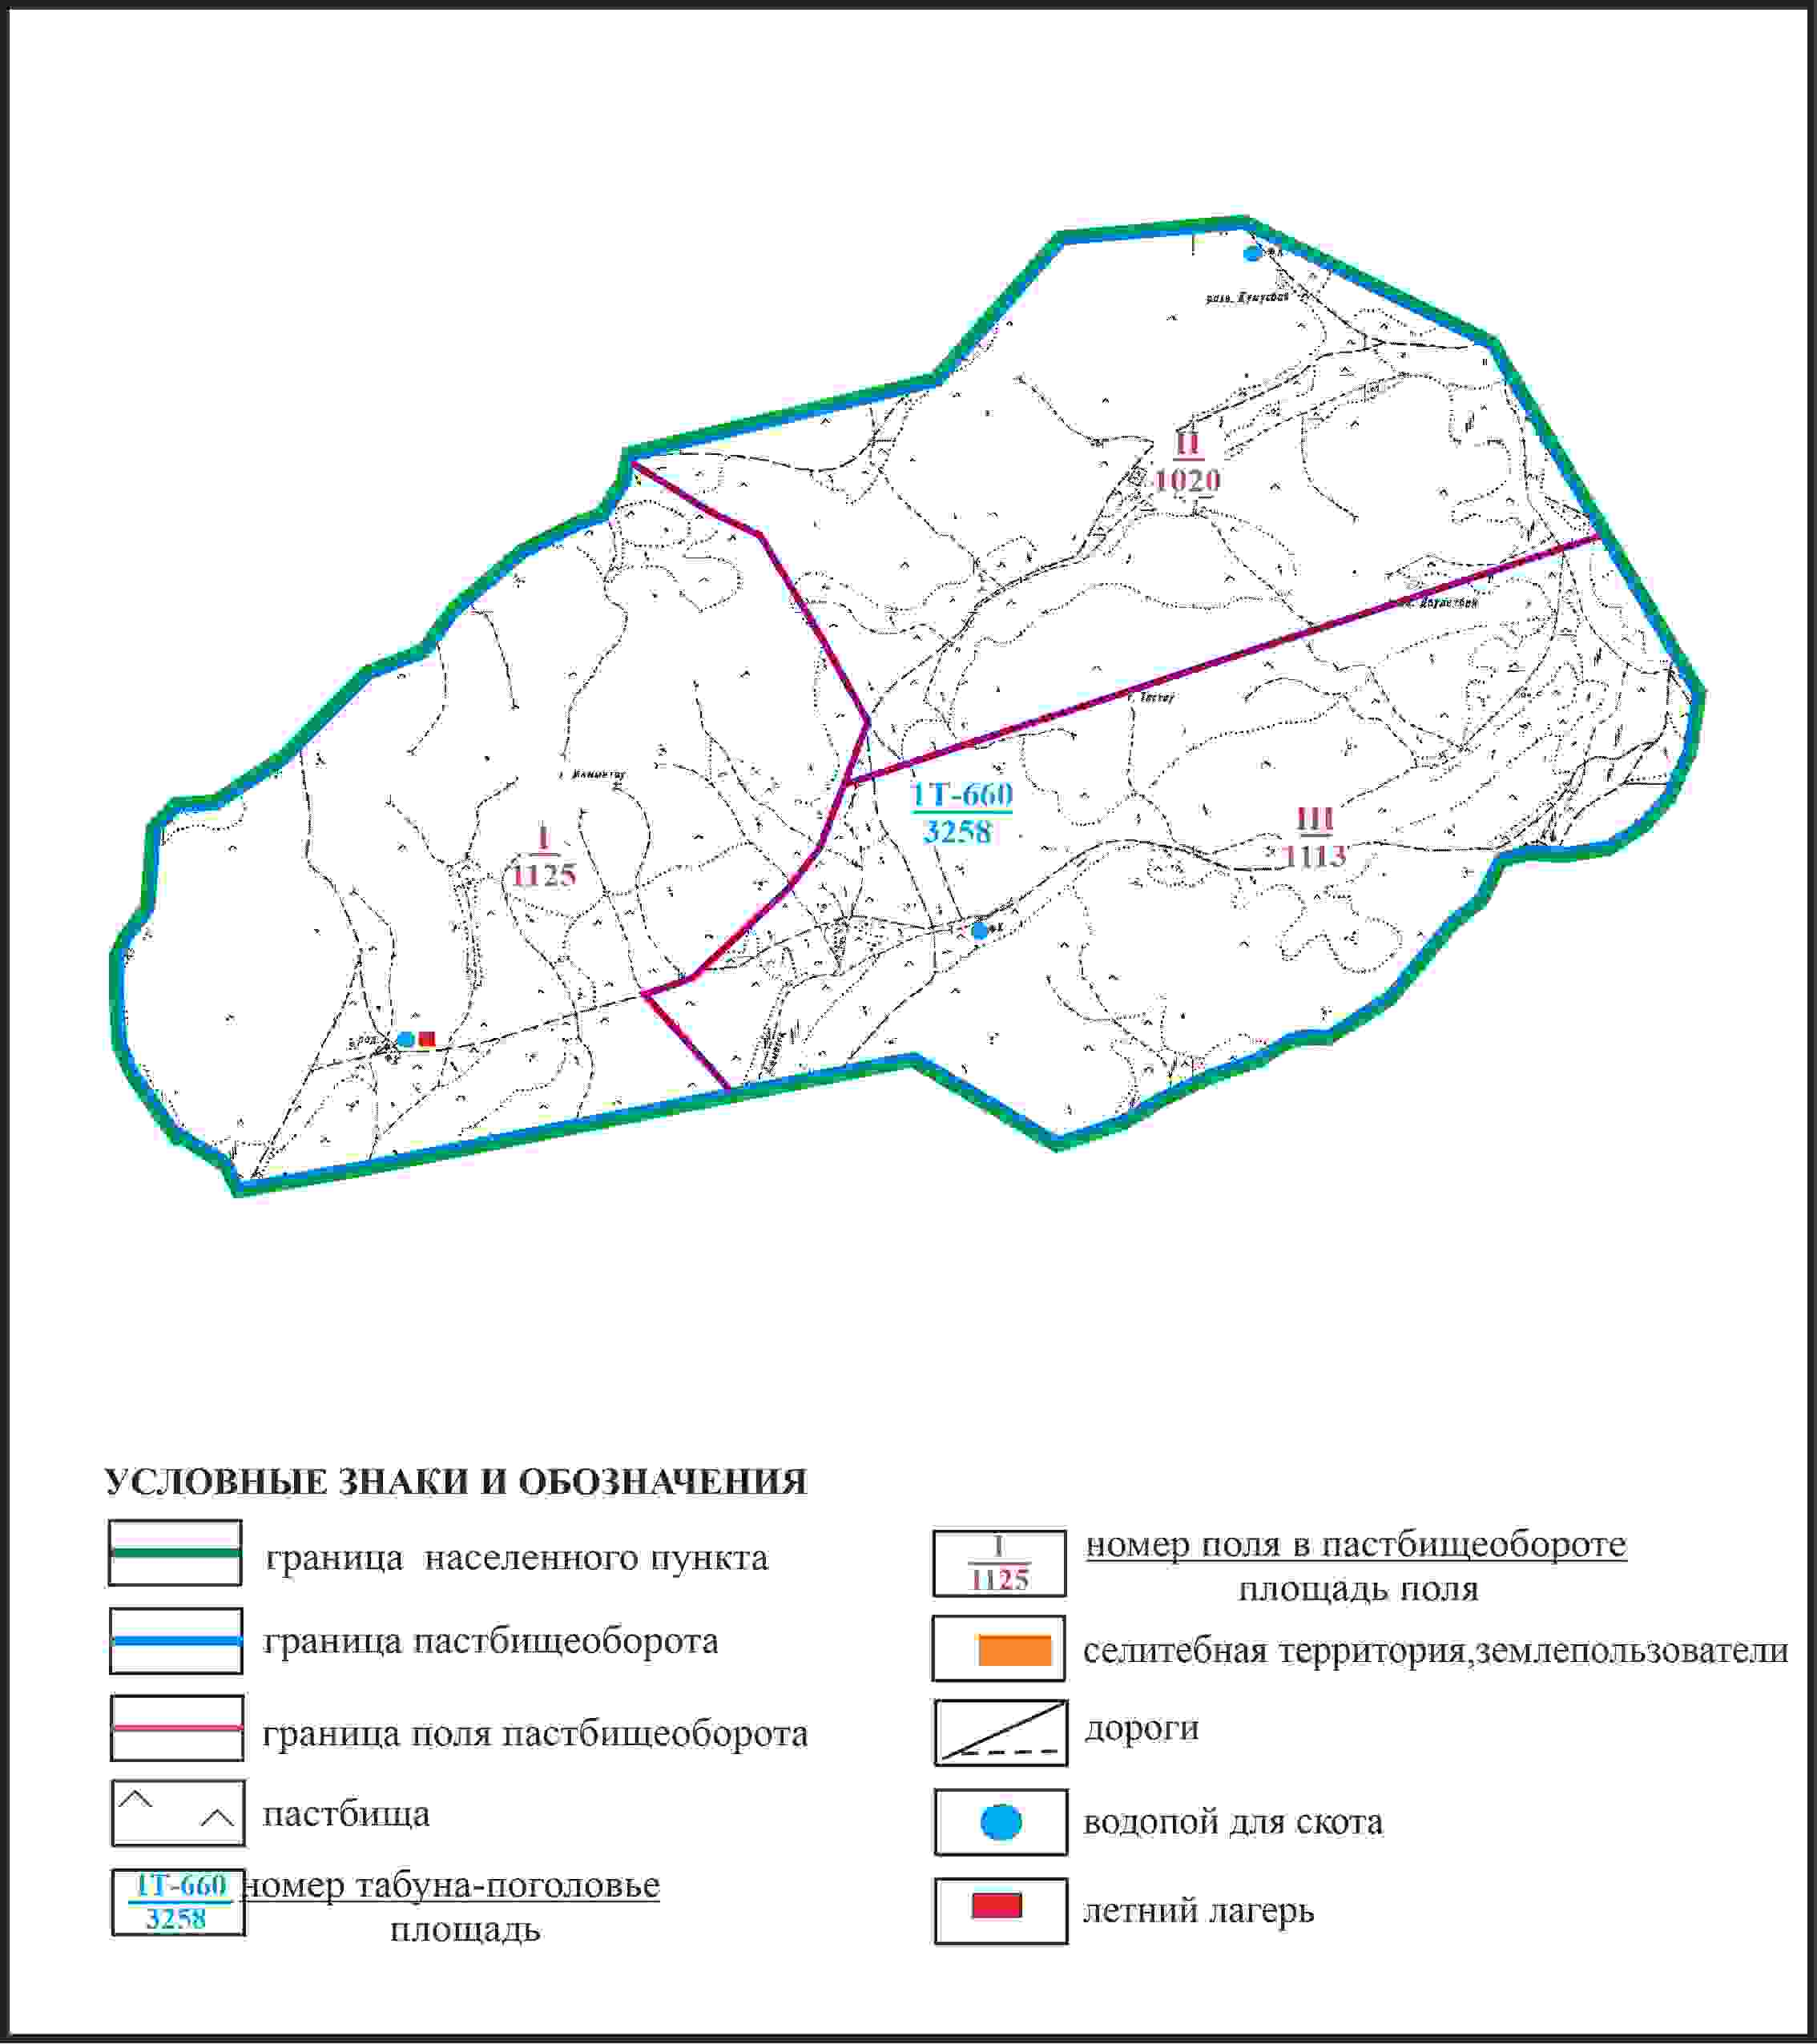 II
1020
1Т-660
3258
III
1113
I
1125
УСЛОВНЫЕ ЗНАКИ И ОБОЗНАЧЕНИЯ
граница населенного пункта
граница пастбищеоборота
граница поля пастбищеоборота
пастбища
1Т-660
3258
номер табуна-поголовье
площадь
I
1125
номер поля в пастбищеобороте
площадь поля
селитебная территория,землепользователи
дороги
водопой для скота
летний лагерь